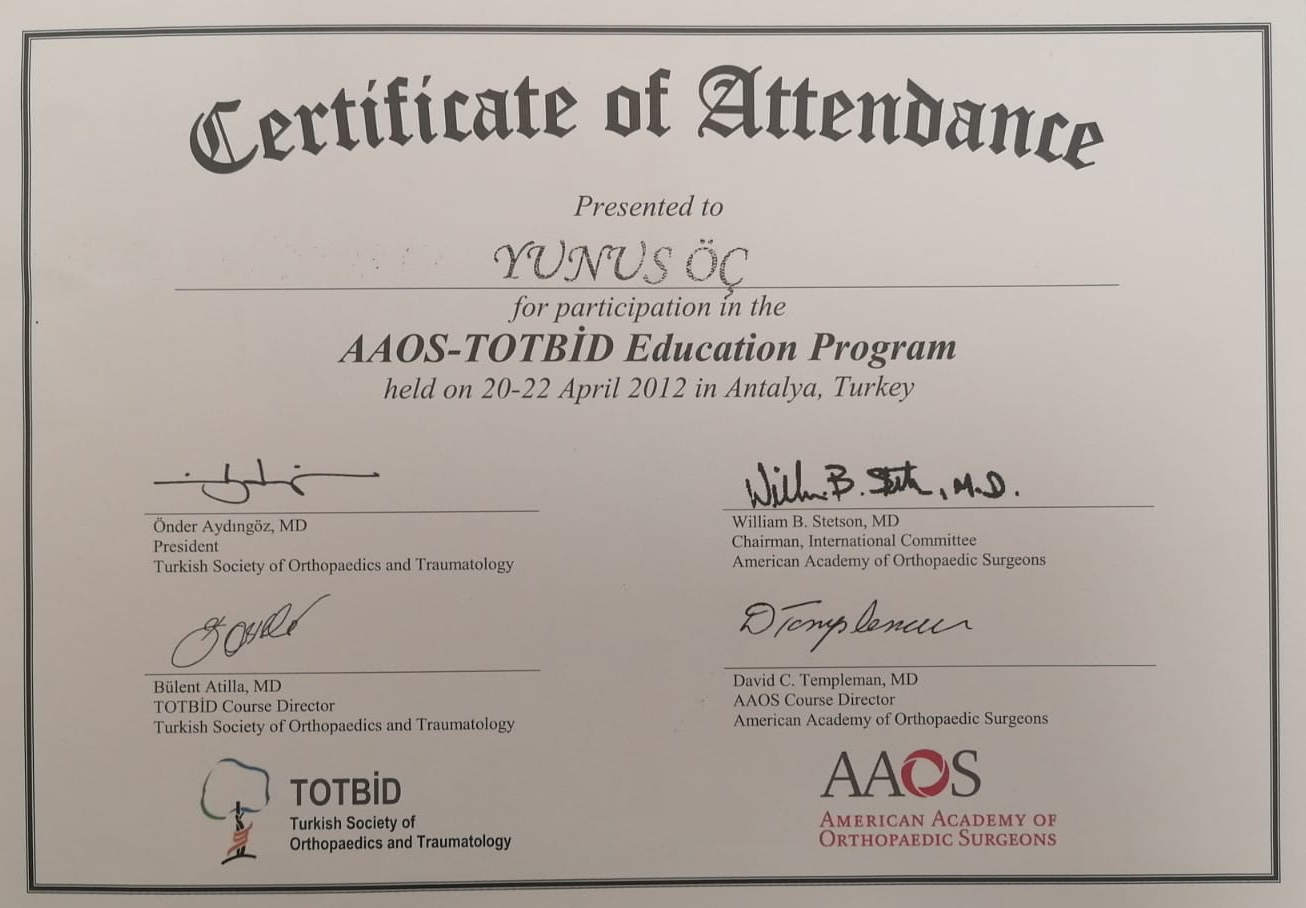 Certificate of Attendance
Presented to
YUNUS ÖÇ
for participation in the
AAOS-TOTBİD Education Program
held on 20-22 April 2012 in Antalya, Turkey
Önder Aydıngöz, MD
President
Turkish Society of Orthopaedics and Traumatology
William B. Stetson, M.D.
William B. Stetson, MD
Chairman, International Committee
American Academy of Orthopaedic Surgeons
Bülent Atilla, MD
TOTBİD Course Director
Turkish Society of Orthopaedics and Traumatology
D Templeman
David C. Templeman, MD
AAOS Course Director
American Academy of Orthopaedic Surgeons
TOTBİD
Turkish Society of
Orthopaedics and Traumatology
AAOS
AMERICAN ACADEMY OF
ORTHOPAEDIC SURGEONS